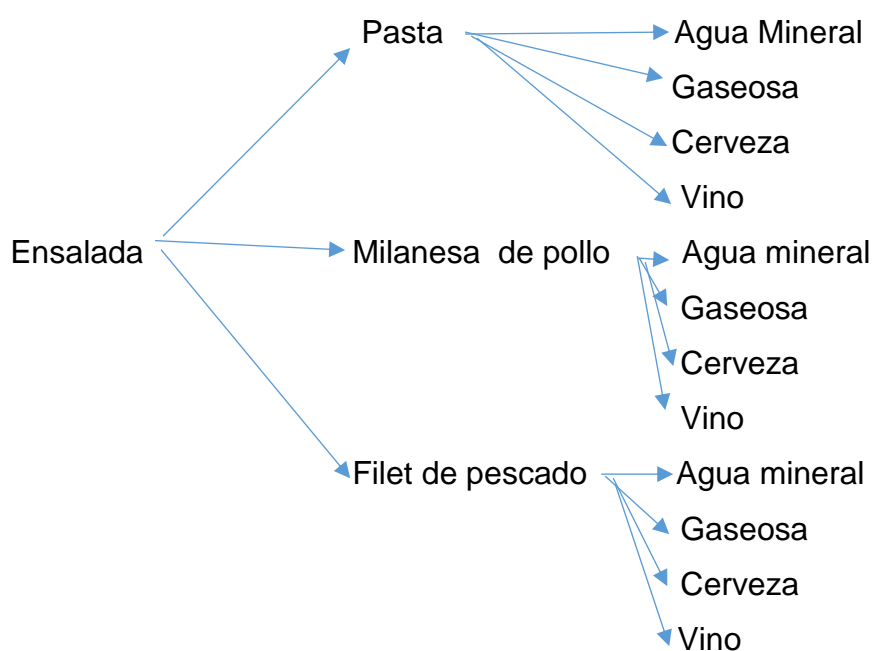 Pasta
Agua Mineral
Gaseosa
Cerveza
Vino
Ensalada
Milanesa de pollo
Agua mineral
Gaseosa
Cerveza
Vino
Filet de pescado
Agua mineral
Gaseosa
Cerveza
Vino